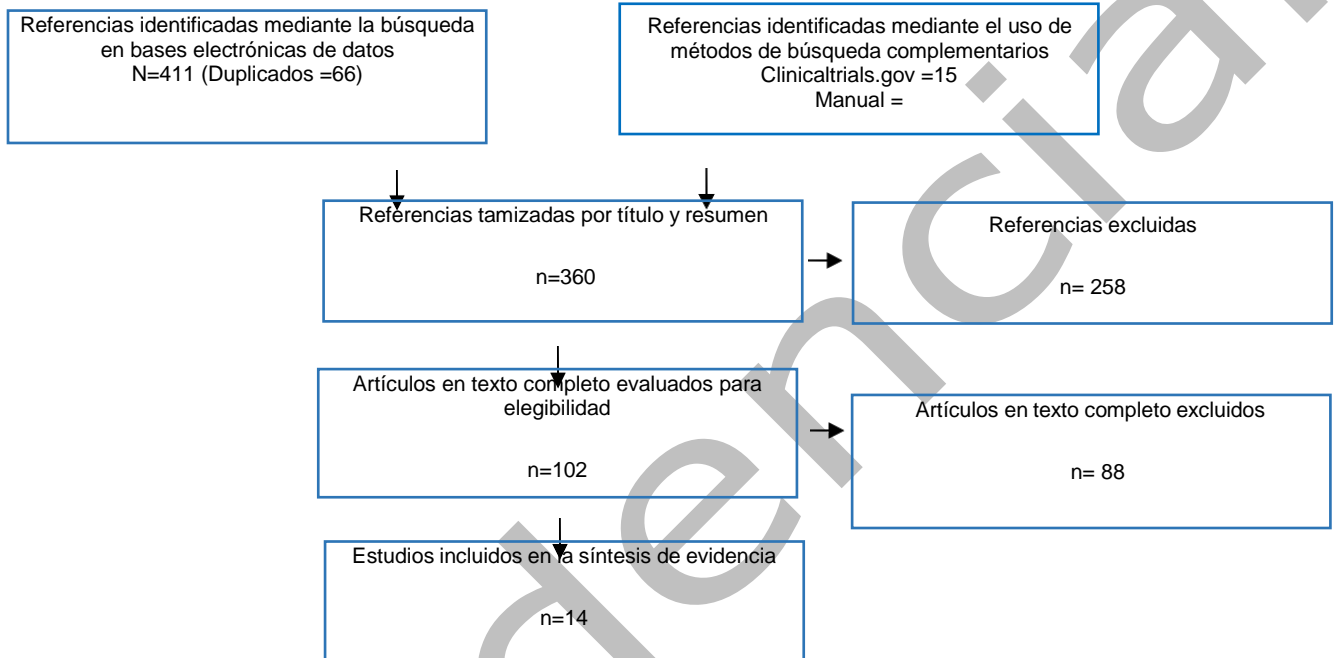 Referencias identificadas mediante la búsqueda
en bases electrónicas de datos
N=411 (Duplicados =66)
Referencias identificadas mediante el uso de
métodos de búsqueda complementarios
Clinicaltrials.gov =15
Manual =
Referencias tamizadas por título y resumen
n=360
Referencias excluidas
n= 258
Artículos en texto completo evaluados para
elegibilidad
n=102
Artículos en texto completo excluidos
n= 88
Estudios incluidos en la síntesis de evidencia
n=14
dencial